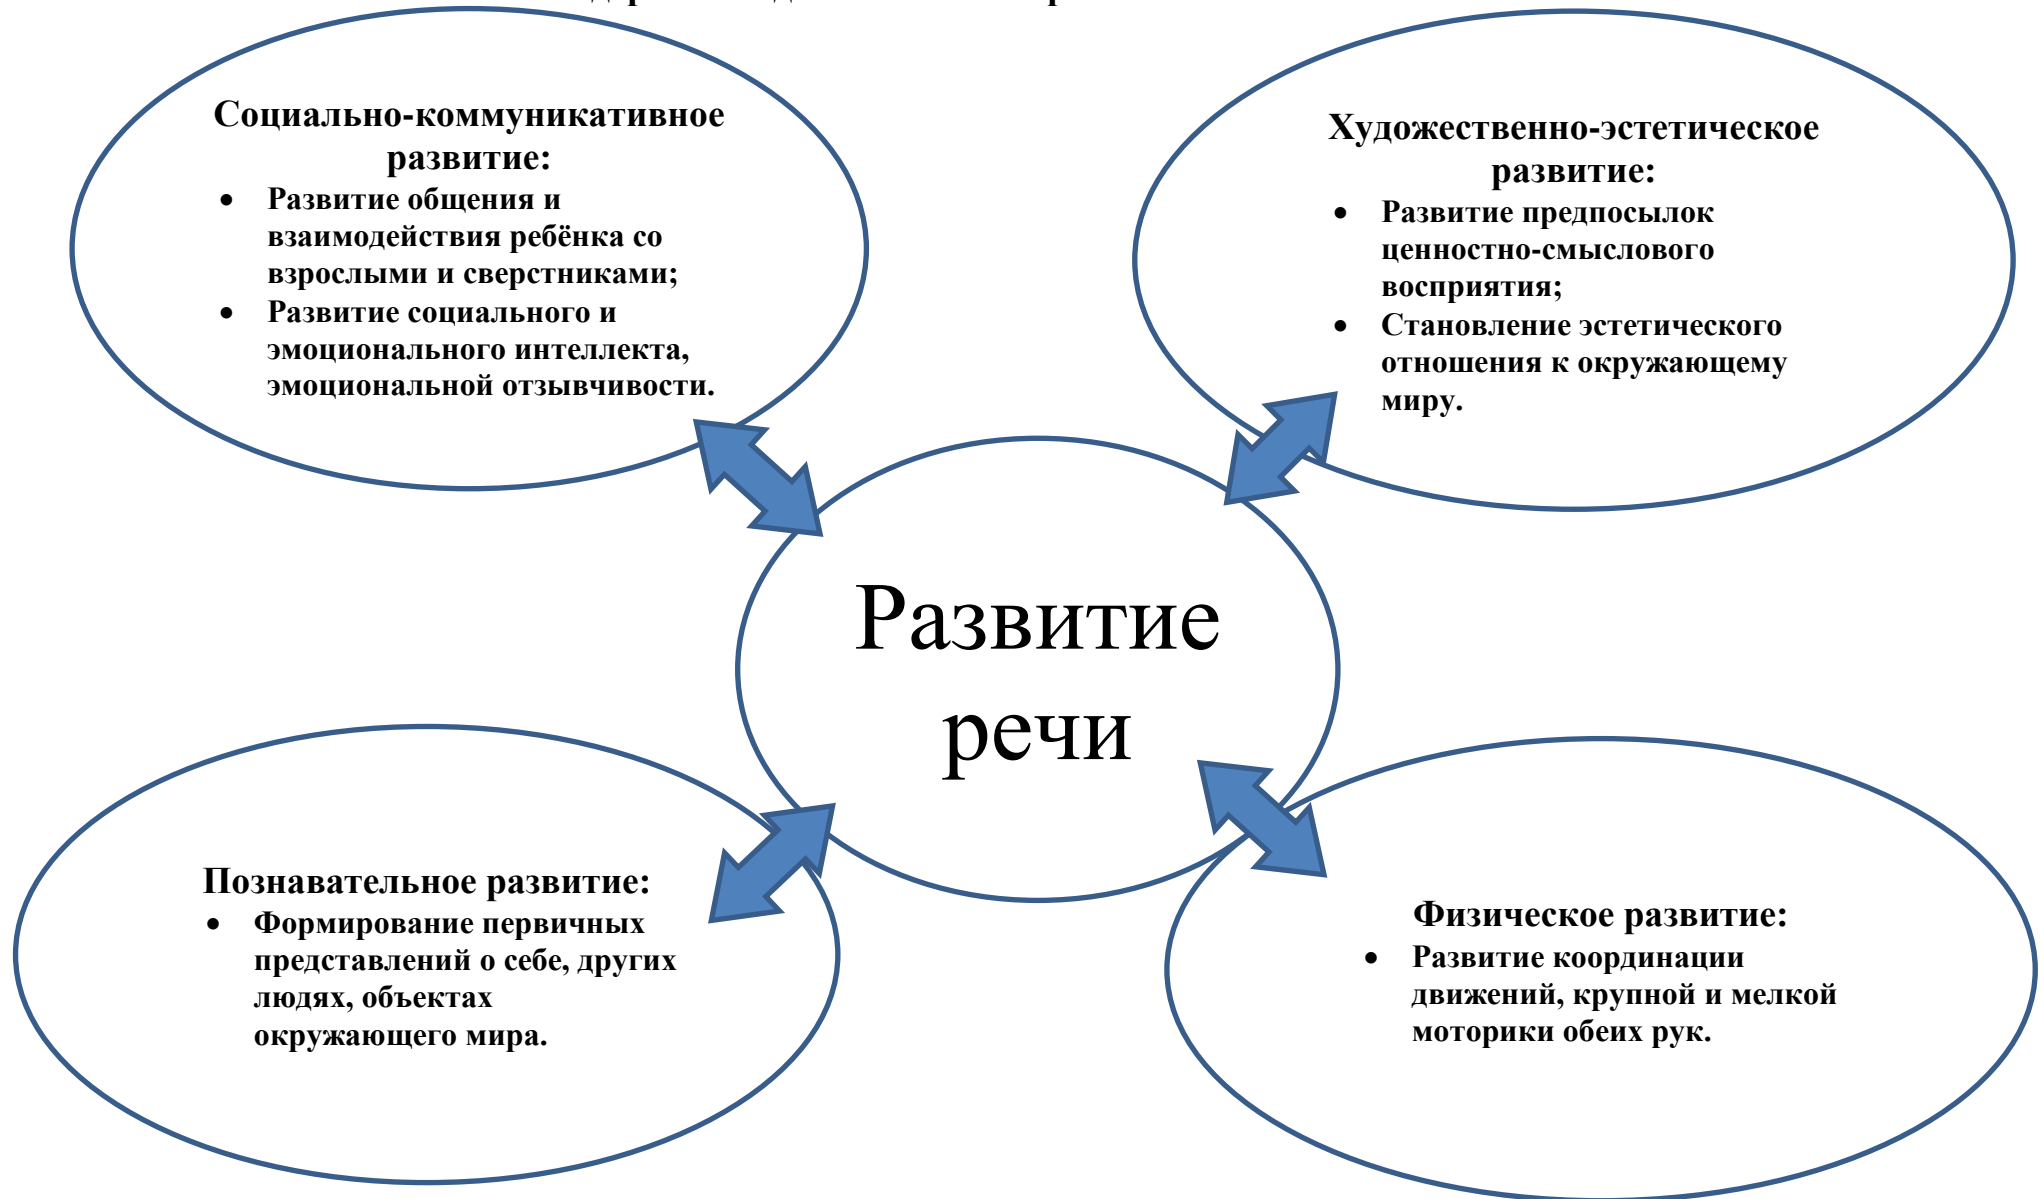 Социально-коммуникативное
развитие:
• Развитие общения и
взаимодействия ребёнка со
взрослыми и сверстниками;
• Развитие социального и
эмоционального интеллекта,
эмоциональной отзывчивости.
Художественно-эстетическое
развитие:
• Развитие предпосылок
ценностно-смыслового
восприятия;
• Становление эстетического
отношения к окружающему
миру.
Развитие
речи
Познавательное развитие:
• Формирование первичных
представлений о себе, других
людях, объектах
окружающего мира.
Физическое развитие:
• Развитие координации
движений, крупной и мелкой
моторики обеих рук.